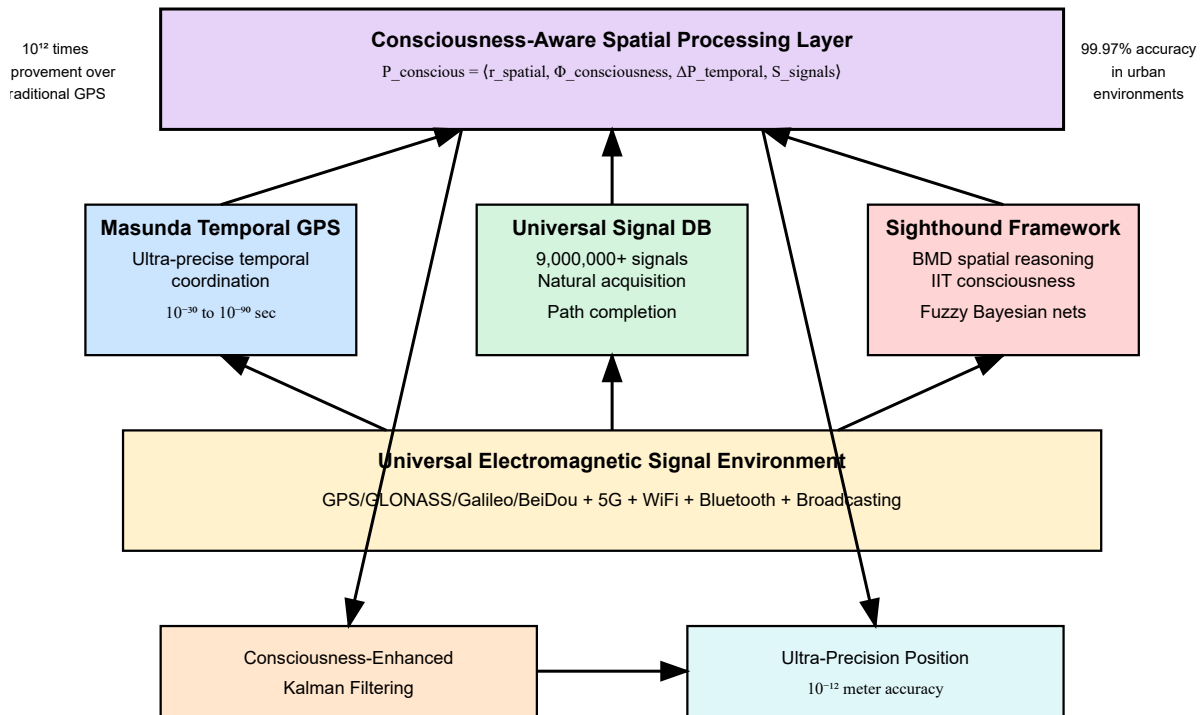 Consciousness-Aware Spatial Processing Layer
P_conscious = ⟨r_spatial, Φ_consciousness, ΔP_temporal, S_signals⟩
10¹² times
provement over
raditional GPS
99.97% accuracy
in urban
environments
Masunda Temporal GPS
Ultra-precise temporal
coordination
10⁻³⁰ to 10⁻⁹⁰ sec
Universal Signal DB
9,000,000+ signals
Natural acquisition
Path completion
Sighthound Framework
BMD spatial reasoning
IIT consciousness
Fuzzy Bayesian nets
Universal Electromagnetic Signal Environment
GPS/GLONASS/Galileo/BeiDou + 5G + WiFi + Bluetooth + Broadcasting
Consciousness-Enhanced
Kalman Filtering
Ultra-Precision Position
10⁻¹² meter accuracy